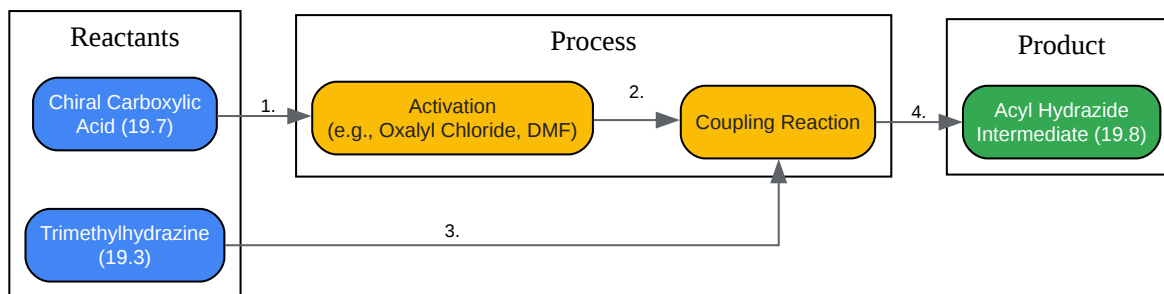 Reactants
Process
Product
Chiral Carboxylic
Acid (19.7)
1.
Activation
(e.g., Oxalyl Chloride, DMF)
2.
Coupling Reaction
4.
Acyl Hydrazide
Intermediate (19.8)
Trimethylhydrazine
(19.3)
3.